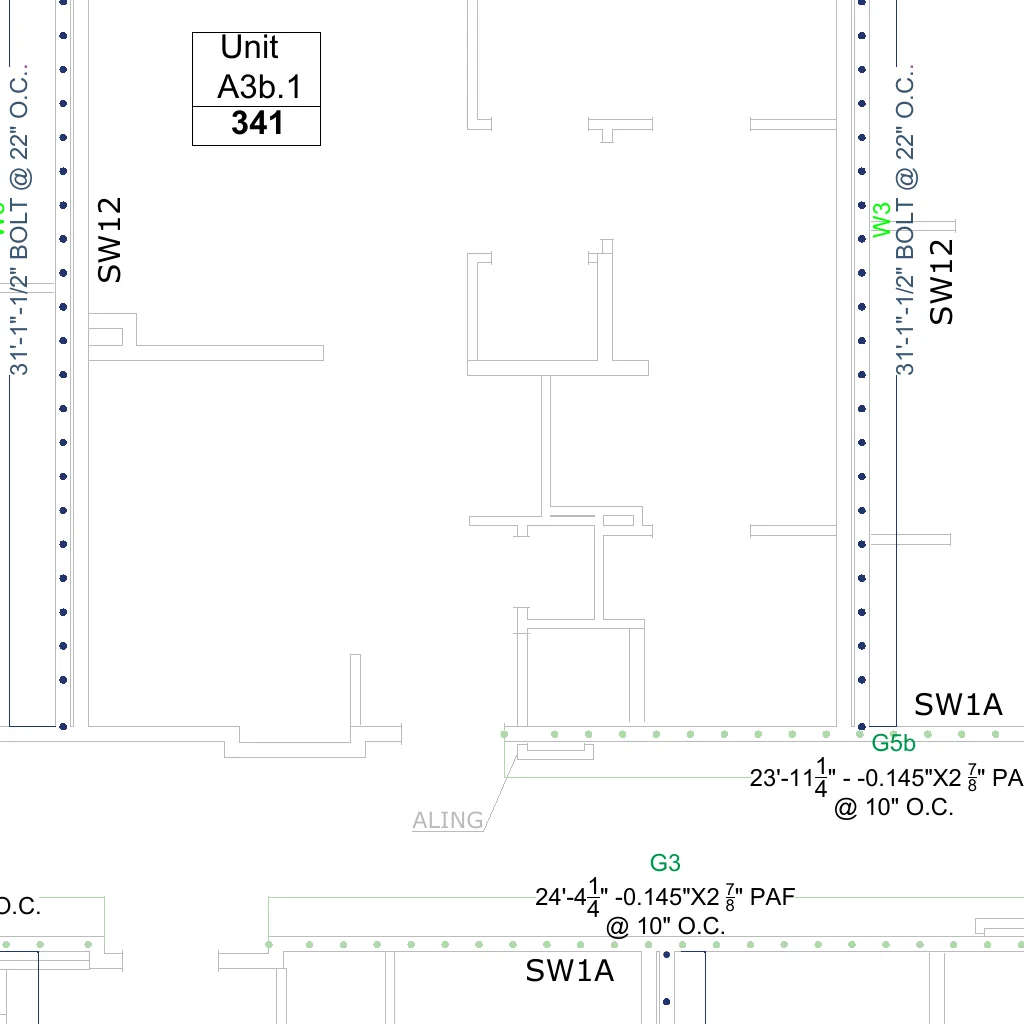 Unit
A3b.1
341
31'-1"-1/2" BOLT @ 22" O.C..
SW12
W3
31'-1"-1/2" BOLT @ 22" O.C..
SW12
SW1A
G5b
23'-11 1/4" - -0.145"X2 7/8" PA
@ 10" O.C.
ALING
G3
24'-4 1/4" -0.145"X2 7/8" PAF
@ 10" O.C.
O.C.
SW1A